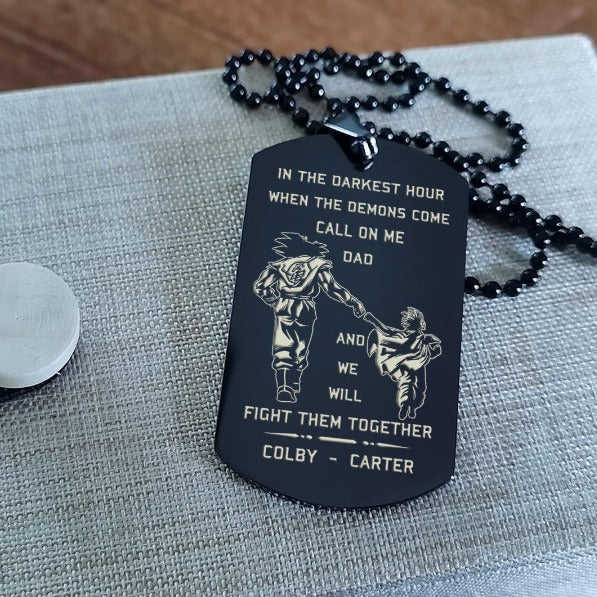 IN THE DARKEST HOUR
WHEN THE DEMONS COME
CALL ON ME
DAD
AND
WE
WILL
FIGHT THEM TOGETHER
COLBY - CARTER